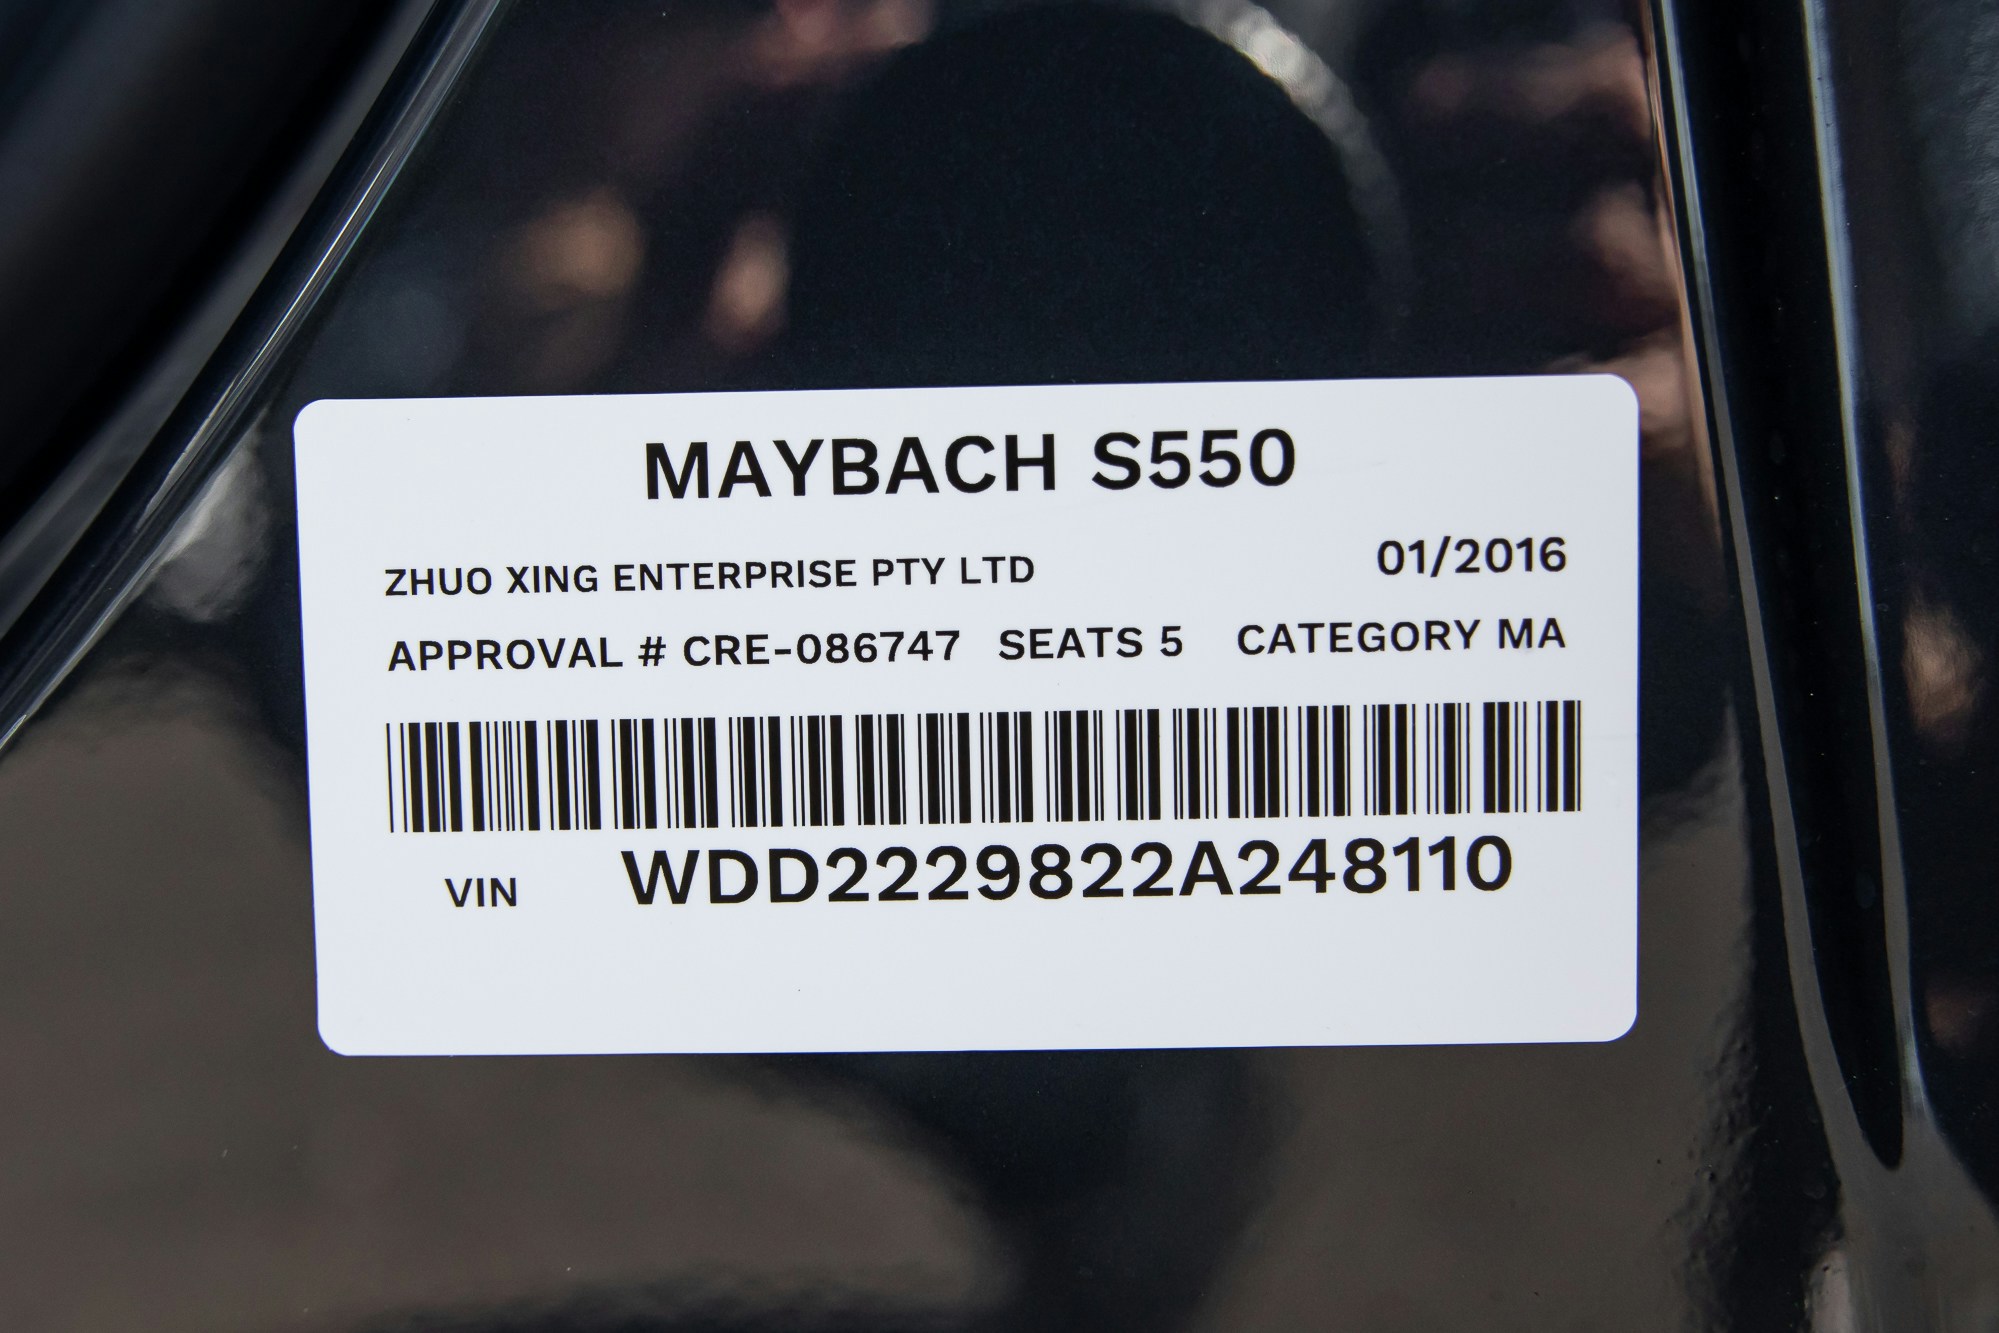 MAYBACH S550
ZHUO XING ENTERPRISE PTY LTD 01/2016
APPROVAL # CRE-086747 SEATS 5 CATEGORY MA
VIN WDD2229822A248110